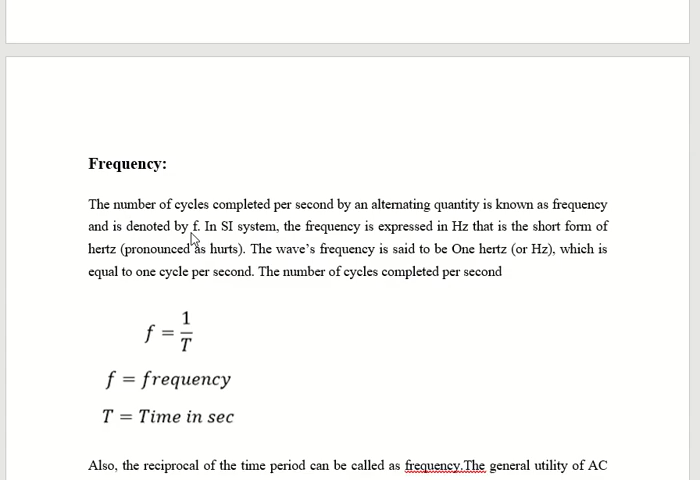 Frequency:
The number of cycles completed per second by an alternating quantity is known as frequency
and is denoted by f. In SI system, the frequency is expressed in Hz that is the short form of
hertz (pronounced as hurts). The wave’s frequency is said to be One hertz (or Hz), which is
equal to one cycle per second. The number of cycles completed per second
f = 1/T
f = frequency
T = Time in sec
Also, the reciprocal of the time period can be called as frequency.The general utility of AC